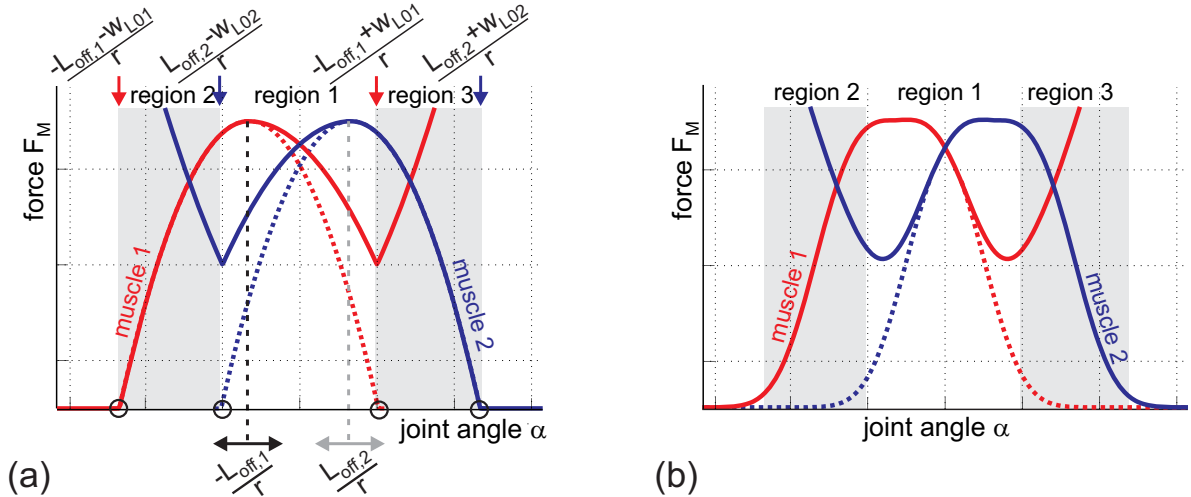 -L_off,1-w_L01
r
L_off,2-w_L02
r
-L_off,1+w_L01
r
L_off,2+w_L02
r
region 2
region 1
region 3
force F_M
muscle 1
muscle 2
joint angle α
-L_off,1
r
L_off,2
r
(a)
region 2
region 1
region 3
force F_M
muscle 1
muscle 2
joint angle α
(b)